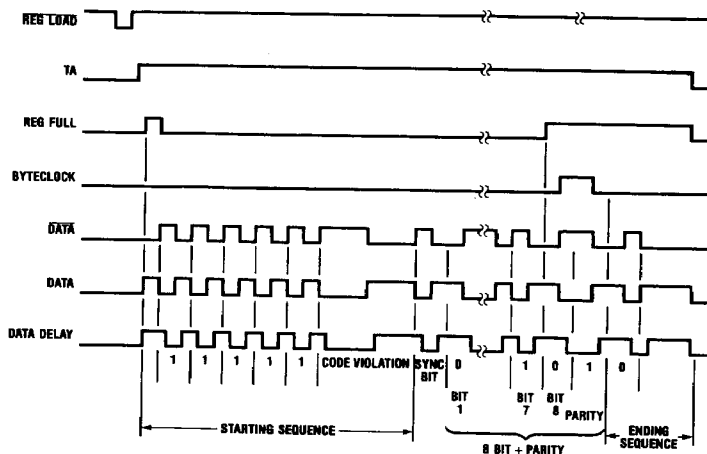 REG LOAD
TA
REG FULL
BYTECLOCK
DATA
DATA
DATA DELAY
1 1 1 1 1 CODE VIOLATION SYNC BIT 0 1 0 1 0
BIT 1 BIT 7 BIT 8 PARITY
STARTING SEQUENCE
8 BIT + PARITY
ENDING SEQUENCE